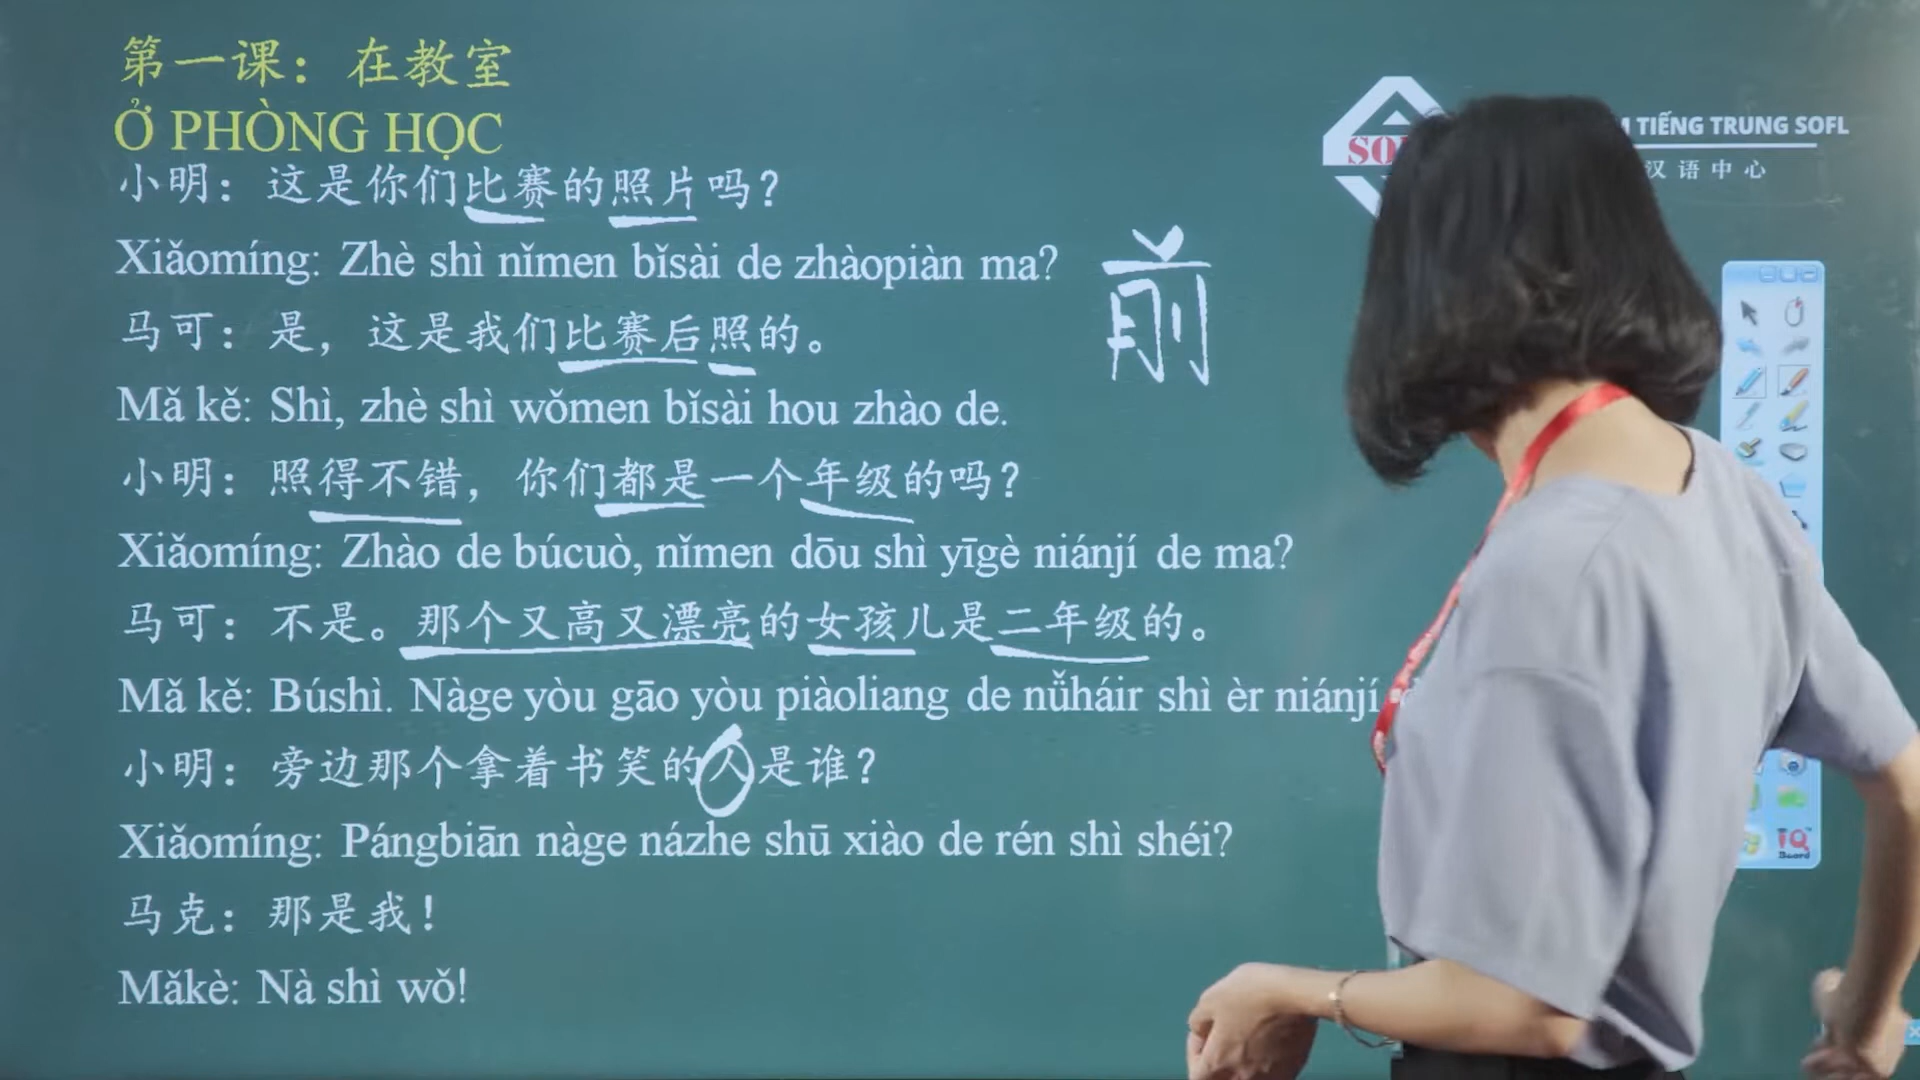 第一课：在教室
Ở PHÒNG HỌC
小明：这是你们比赛的照片吗？
Xiǎomíng: Zhè shì nǐmen bǐsài de zhàopiàn ma?
马可：是，这是我们比赛后照的。
Mǎ kě: Shì, zhè shì wǒmen bǐsài hou zhào de.
小明：照得不错，你们都是一个年级的吗？
Xiǎomíng: Zhào de búcuò, nǐmen dōu shì yīgè niánjí de ma?
马可：不是。那个又高又漂亮的女孩儿是二年级的。
Mǎ kě: Búshì. Nàge yòu gāo yòu piàoliang de nǚháir shì èr niánjí
小明：旁边那个拿着书笑的人是谁？
Xiǎomíng: Pángbiān nàge názhe shū xiào de rén shì shéi?
马克：那是我！
Mǎkè: Nà shì wǒ!
前
TIẾNG TRUNG SOFL
汉语中心
IQ
Board